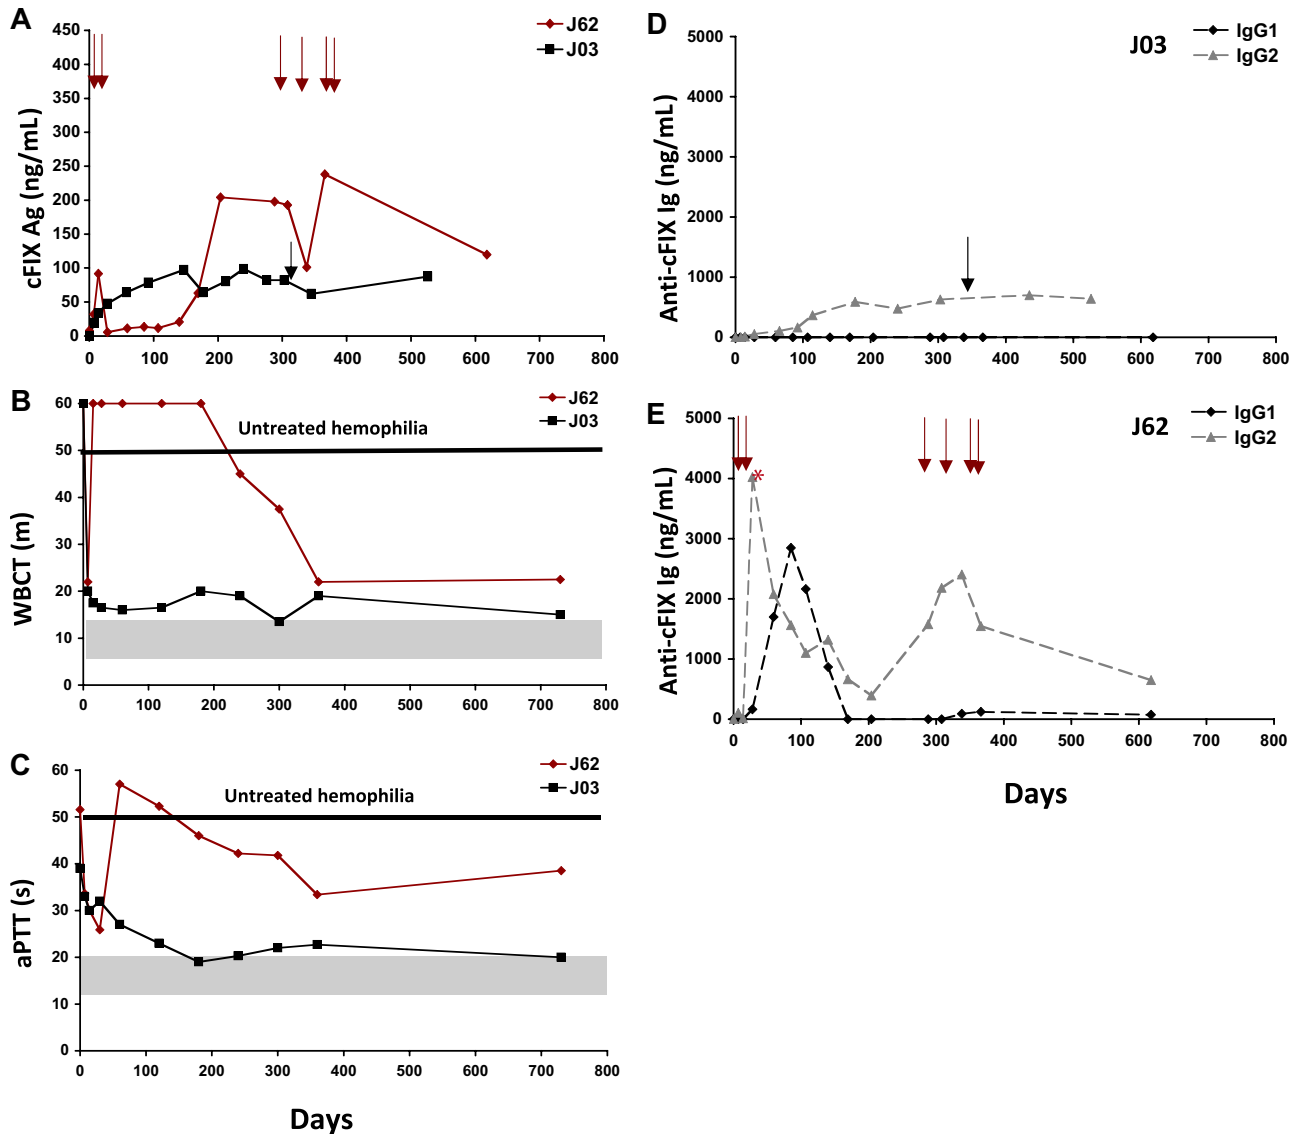 A
J62
J03
450
400
350
300
250
200
150
100
50
0
cFIX Ag (ng/mL)
0 100 200 300 400 500 600 700 800
B
J62
J03
60
50
40
30
20
10
0
Untreated hemophilia
WBCT (m)
0 100 200 300 400 500 600 700 800
C
J62
J03
60
50
40
30
20
10
0
Untreated hemophilia
aPTT (s)
0 100 200 300 400 500 600 700 800
Days
D
J03
IgG1
IgG2
5000
4000
3000
2000
1000
0
Anti-cFIX Ig (ng/mL)
0 100 200 300 400 500 600 700 800
E
J62
IgG1
IgG2
5000
4000
3000
2000
1000
0
*
Anti-cFIX Ig (ng/mL)
0 100 200 300 400 500 600 700 800
Days